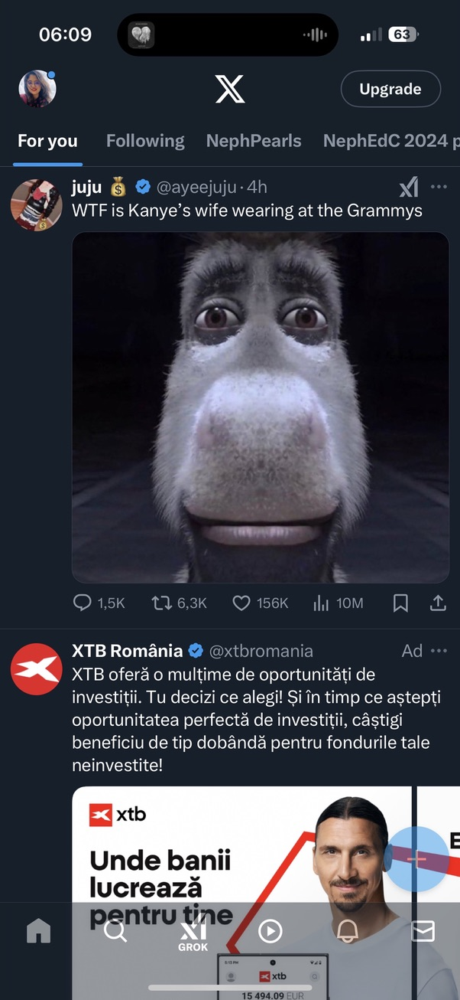 06:09
63
Upgrade
For you Following NephPearls NephEdC 2024 p
juju 💰 @ayeejuju · 4h
WTF is Kanye's wife wearing at the Grammys
1,5K 6,3K 156K 10M
XTB România @xtbromania Ad
XTB oferă o mulțime de oportunități de
investiții. Tu decizi ce alegi! Și în timp ce aștepți
oportunitatea perfectă de investiții, câștigi
beneficiu de tip dobândă pentru fondurile tale
neinvestite!
xtb
Unde banii
lucrează
pentru tine
E
GROK
5:13 PM
xtb
15 494.09 EUR